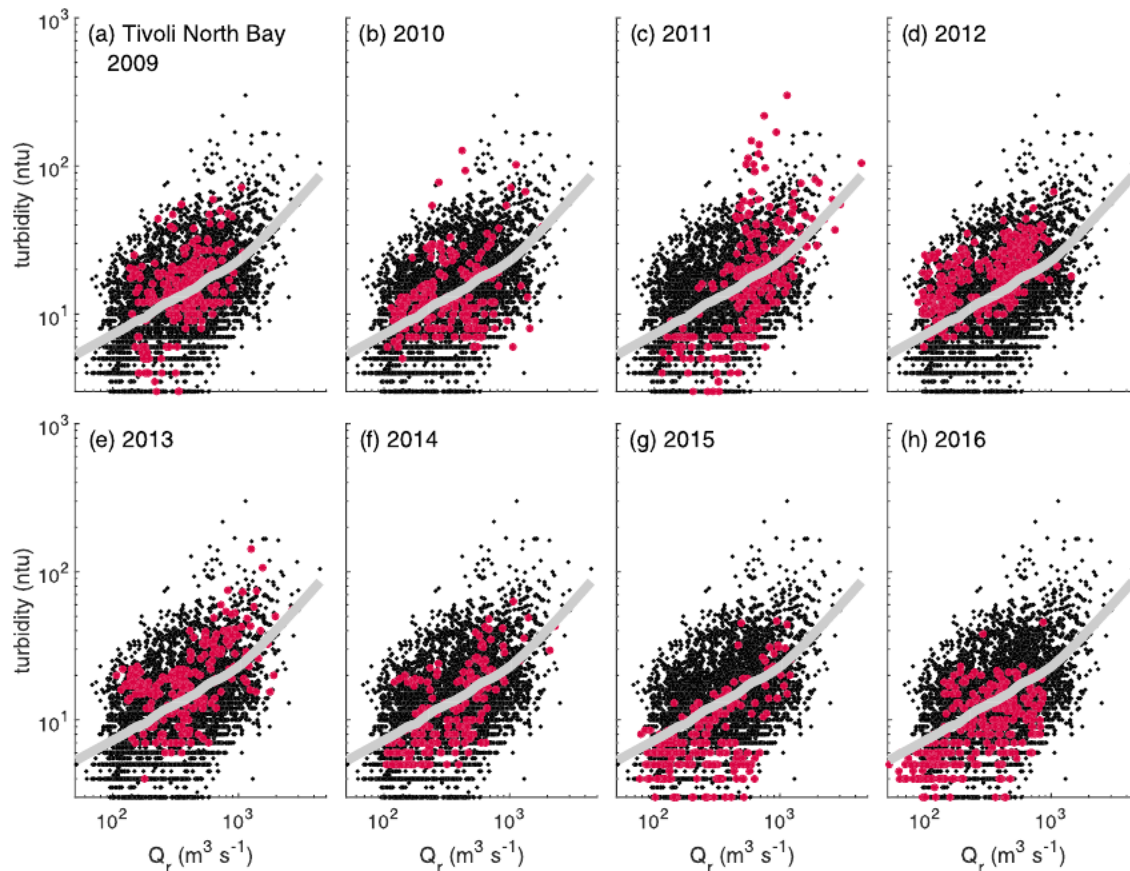 (a) Tivoli North Bay
2009
(b) 2010
(c) 2011
(d) 2012
10³
10²
10¹
turbidity (ntu)
(e) 2013
(f) 2014
(g) 2015
(h) 2016
10³
10²
10¹
turbidity (ntu)
10² 10³ 10² 10³ 10² 10³ 10² 10³
Qᵣ (m³ s⁻¹) Qᵣ (m³ s⁻¹) Qᵣ (m³ s⁻¹) Qᵣ (m³ s⁻¹)